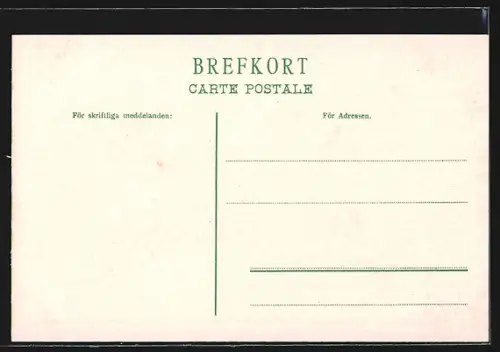 BREFKORT
CARTE POSTALE
För skriftliga meddelanden:
För Adressen.